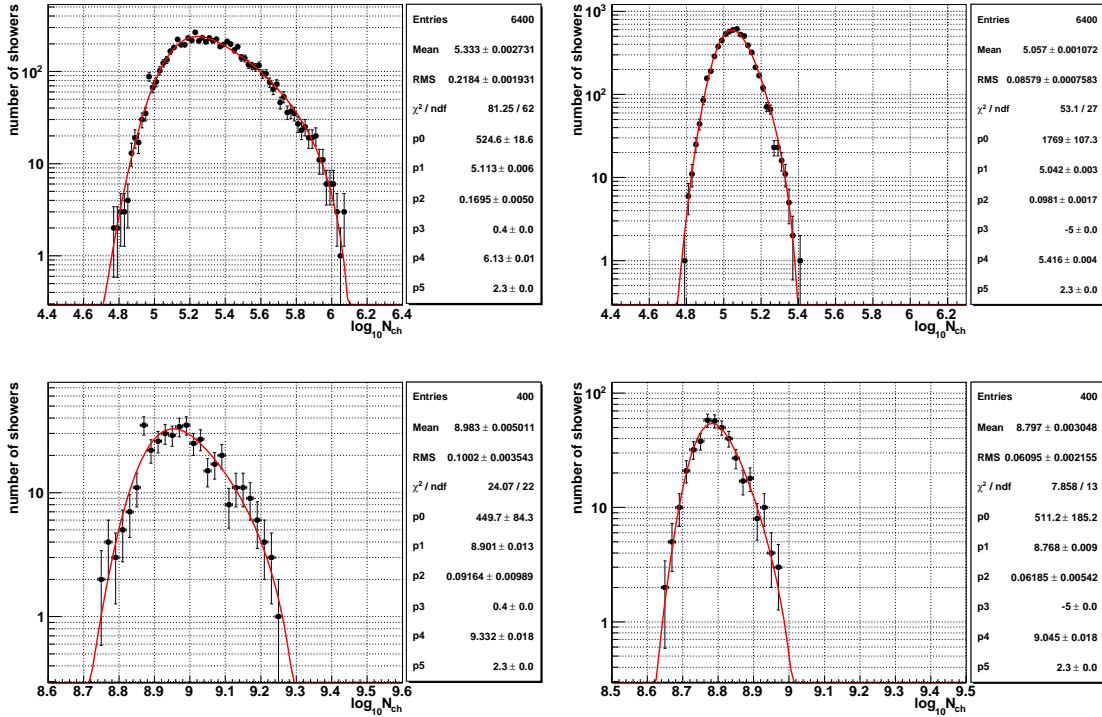 number of showers
10²
10
1
4.4 4.6 4.8 5 5.2 5.4 5.6 5.8 6 6.2 6.4
log₁₀N_ch
Entries 6400
Mean 5.333 ± 0.002731
RMS 0.2184 ± 0.001931
χ² / ndf 81.25 / 62
p0 524.6 ± 18.6
p1 5.113 ± 0.006
p2 0.1695 ± 0.0050
p3 0.4 ± 0.0
p4 6.13 ± 0.01
p5 2.3 ± 0.0
number of showers
10³
10²
10
1
4.4 4.6 4.8 5 5.2 5.4 5.6 5.8 6 6.2
log₁₀N_ch
Entries 6400
Mean 5.057 ± 0.001072
RMS 0.08579 ± 0.0007583
χ² / ndf 53.1 / 27
p0 1769 ± 107.3
p1 5.042 ± 0.003
p2 0.0981 ± 0.0017
p3 -5 ± 0.0
p4 5.416 ± 0.004
p5 2.3 ± 0.0
number of showers
10
1
8.6 8.7 8.8 8.9 9 9.1 9.2 9.3 9.4 9.5 9.6
log₁₀N_ch
Entries 400
Mean 8.983 ± 0.005011
RMS 0.1002 ± 0.003543
χ² / ndf 24.07 / 22
p0 449.7 ± 84.3
p1 8.901 ± 0.013
p2 0.09164 ± 0.00989
p3 0.4 ± 0.0
p4 9.332 ± 0.018
p5 2.3 ± 0.0
number of showers
10²
10
1
8.5 8.6 8.7 8.8 8.9 9 9.1 9.2 9.3 9.4 9.5
log₁₀N_ch
Entries 400
Mean 8.797 ± 0.003048
RMS 0.06095 ± 0.002155
χ² / ndf 7.858 / 13
p0 511.2 ± 185.2
p1 8.768 ± 0.009
p2 0.06185 ± 0.00542
p3 -5 ± 0.0
p4 9.045 ± 0.018
p5 2.3 ± 0.0